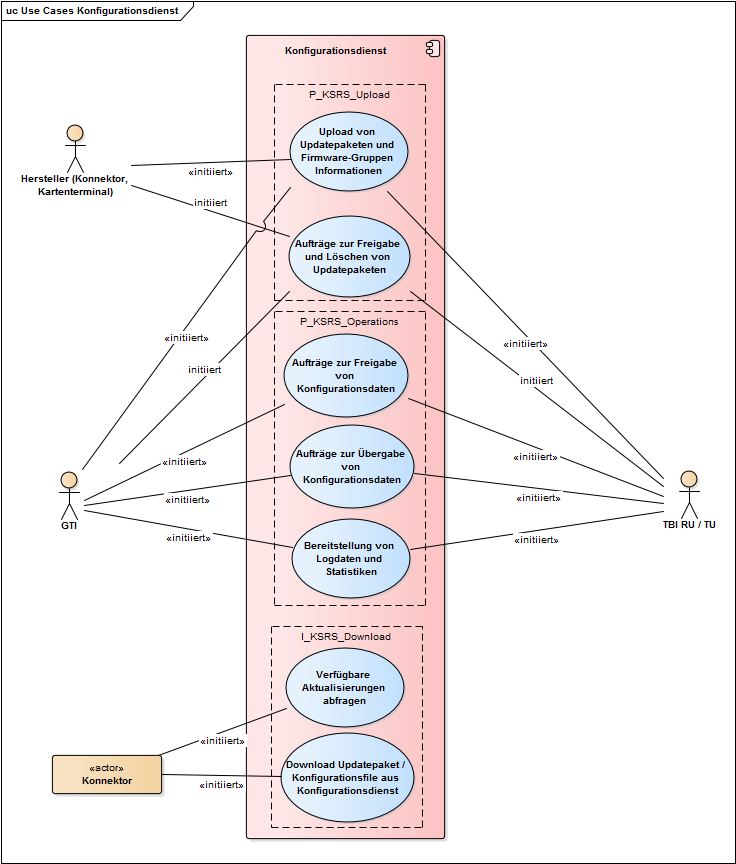 uc Use Cases Konfigurationsdienst
Konfigurationsdienst
P_KSRS_Upload
Upload von
Updatepaketen und
Firmware-Gruppen
Informationen
Hersteller (Konnektor,
Kartenterminal)
«initiiert»
initiiert
Aufträge zur Freigabe
und Löschen von
Updatepaketen
P_KSRS_Operations
«initiiert»
«initiiert»
initiiert
initiiert
Aufträge zur Freigabe
von
Konfigurationsdaten
Aufträge zur Übergabe
von
Konfigurationsdaten
«initiiert»
«initiiert»
«initiiert»
«initiiert»
GTI
TBI RU / TU
Bereitstellung von
Logdaten und
Statistiken
«initiiert»
«initiiert»
I_KSRS_Download
Verfügbare
Aktualisierungen
abfragen
«initiiert»
«actor»
Konnektor
Download Updatepaket /
Konfigurationsfile aus
Konfigurationsdienst
«initiiert»